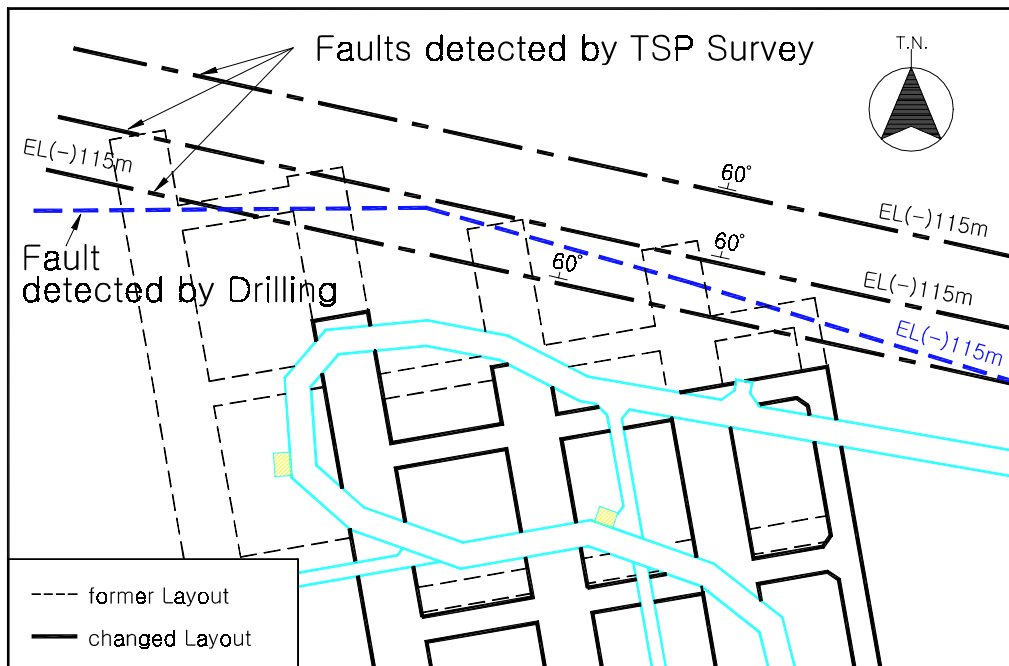 Faults detected by TSP Survey
T.N.
EL(-)115m
60°
EL(-)115m
Fault
detected by Drilling
60°
60°
EL(-)115m
EL(-)115m
former Layout
changed Layout